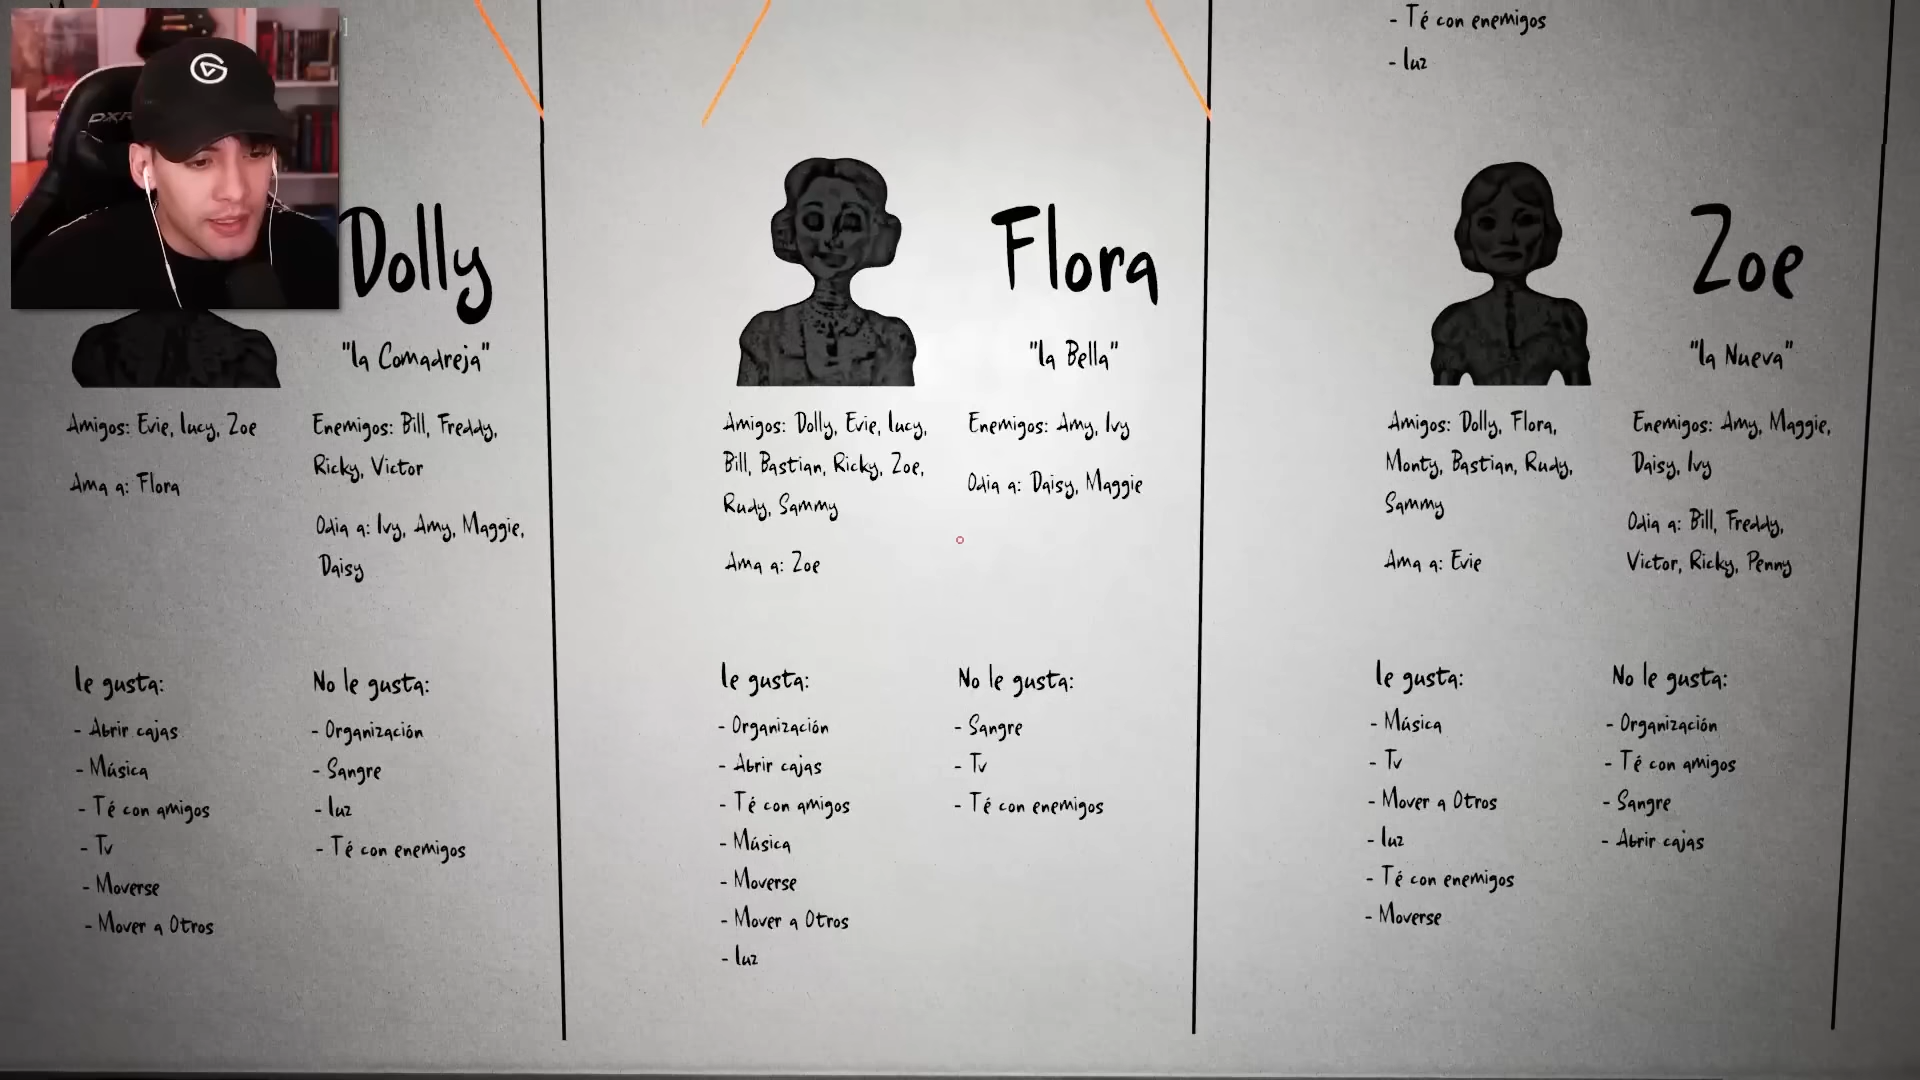 - Té con enemigos
- luz
DXR
Dolly
"la Comadreja"
Amigos: Evie, Lucy, Zoe
Ama a: Flora
Enemigos: Bill, Freddy,
Ricky, Victor
Odia a: Ivy, Amy, Maggie,
Daisy
le gusta:
- Abrir cajas
- Música
- Té con amigos
- Tv
- Moverse
- Mover a Otros
No le gusta:
- Organización
- Sangre
- luz
- Té con enemigos
Flora
"la Bella"
Amigos: Dolly, Evie, Lucy,
Bill, Bastian, Ricky, Zoe,
Rudy, Sammy
Ama a: Zoe
Enemigos: Amy, Ivy
Odia a: Daisy, Maggie
le gusta:
- Organización
- Abrir cajas
- Té con amigos
- Música
- Moverse
- Mover a Otros
- luz
No le gusta:
- Sangre
- Tv
- Té con enemigos
Zoe
"la Nueva"
Amigos: Dolly, Flora,
Monty, Bastian, Rudy,
Sammy
Ama a: Evie
Enemigos: Amy, Maggie,
Daisy, Ivy
Odia a: Bill, Freddy,
Victor, Ricky, Penny
le gusta:
- Música
- Tv
- Mover a Otros
- luz
- Té con enemigos
- Moverse
No le gusta:
- Organización
- Té con amigos
- Sangre
- Abrir cajas